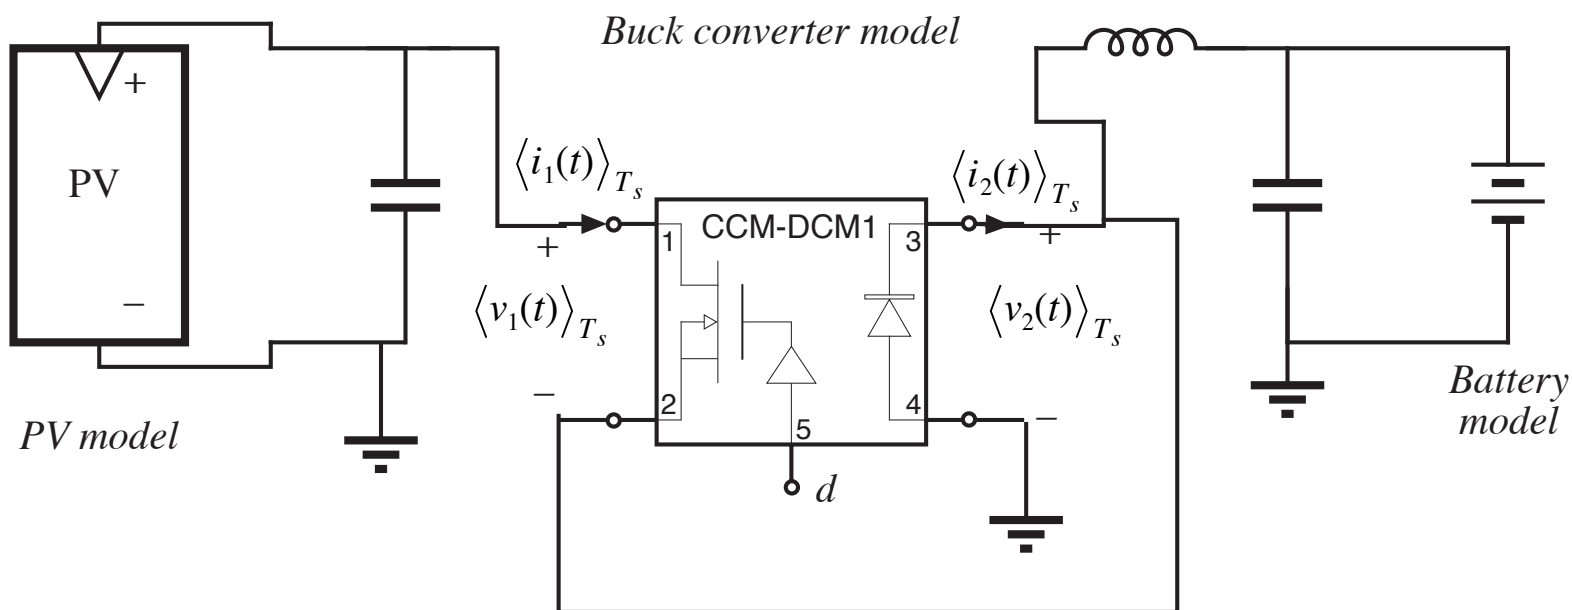 Buck converter model
+
PV
−
PV model
⟨i₁(t)⟩Tₛ
+
⟨v₁(t)⟩Tₛ
−
CCM-DCM1
1
2
3
4
5
d
⟨i₂(t)⟩Tₛ
+
⟨v₂(t)⟩Tₛ
−
Battery
model